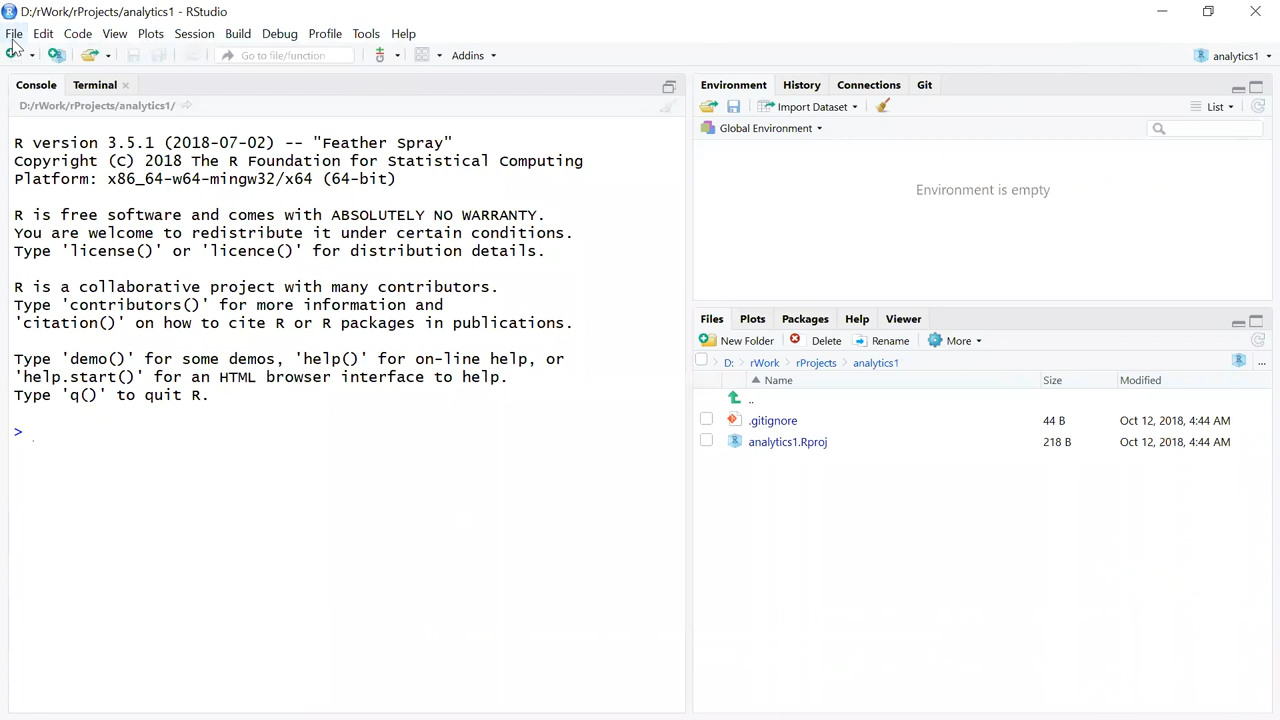 D:/rWork/rProjects/analytics1 - RStudio
File Edit Code View Plots Session Build Debug Profile Tools Help
Go to file/function Addins analytics1
Console Terminal
D:/rWork/rProjects/analytics1/
R version 3.5.1 (2018-07-02) -- "Feather Spray"
Copyright (C) 2018 The R Foundation for Statistical Computing
Platform: x86_64-w64-mingw32/x64 (64-bit)
R is free software and comes with ABSOLUTELY NO WARRANTY.
You are welcome to redistribute it under certain conditions.
Type 'license()' or 'licence()' for distribution details.
R is a collaborative project with many contributors.
Type 'contributors()' for more information and
'citation()' on how to cite R or R packages in publications.
Type 'demo()' for some demos, 'help()' for on-line help, or
'help.start()' for an HTML browser interface to help.
Type 'q()' to quit R.
>
Environment History Connections Git
Import Dataset List
Global Environment
Environment is empty
Files Plots Packages Help Viewer
New Folder Delete Rename More
D: rWork rProjects analytics1 ...
Name Size Modified
..
.gitignore 44 B Oct 12, 2018, 4:44 AM
analytics1.Rproj 218 B Oct 12, 2018, 4:44 AM